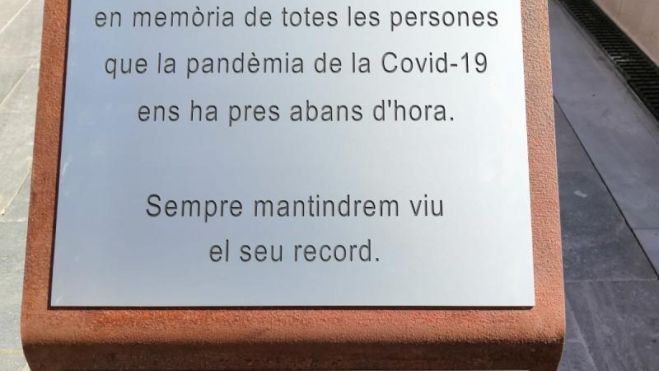 en memòria de totes les persones
que la pandèmia de la Covid-19
ens ha pres abans d'hora.
Sempre mantindrem viu
el seu record.